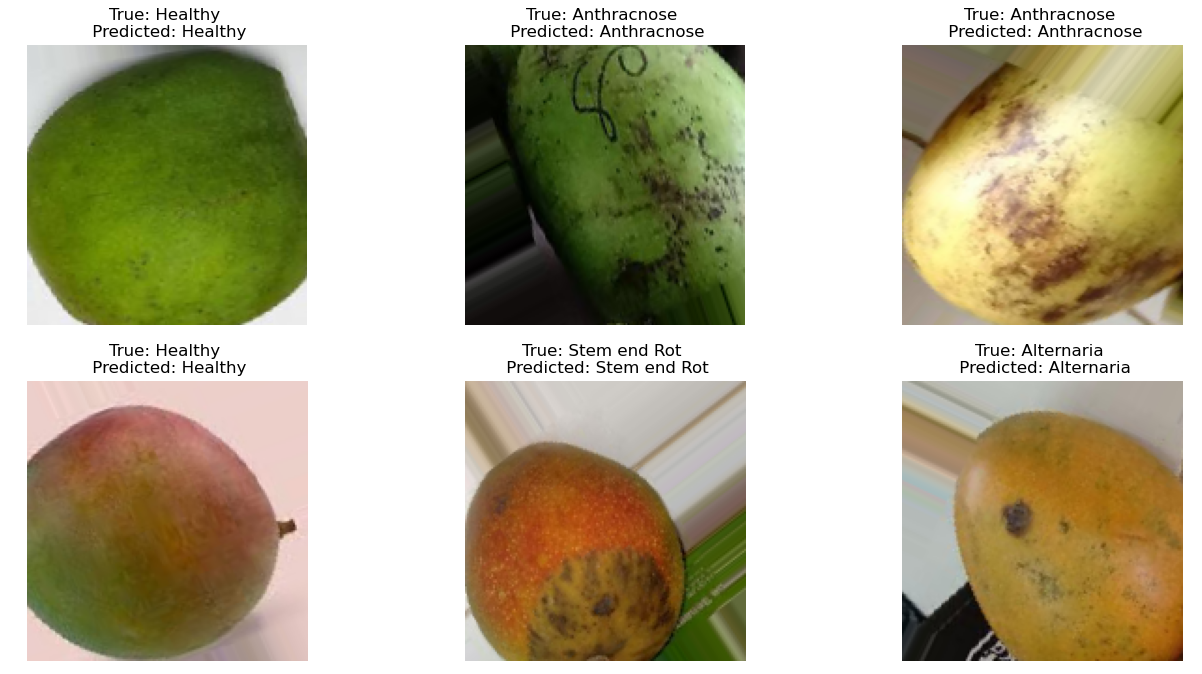 True: Healthy
Predicted: Healthy
True: Anthracnose
Predicted: Anthracnose
True: Anthracnose
Predicted: Anthracnose
True: Healthy
Predicted: Healthy
True: Stem end Rot
Predicted: Stem end Rot
True: Alternaria
Predicted: Alternaria